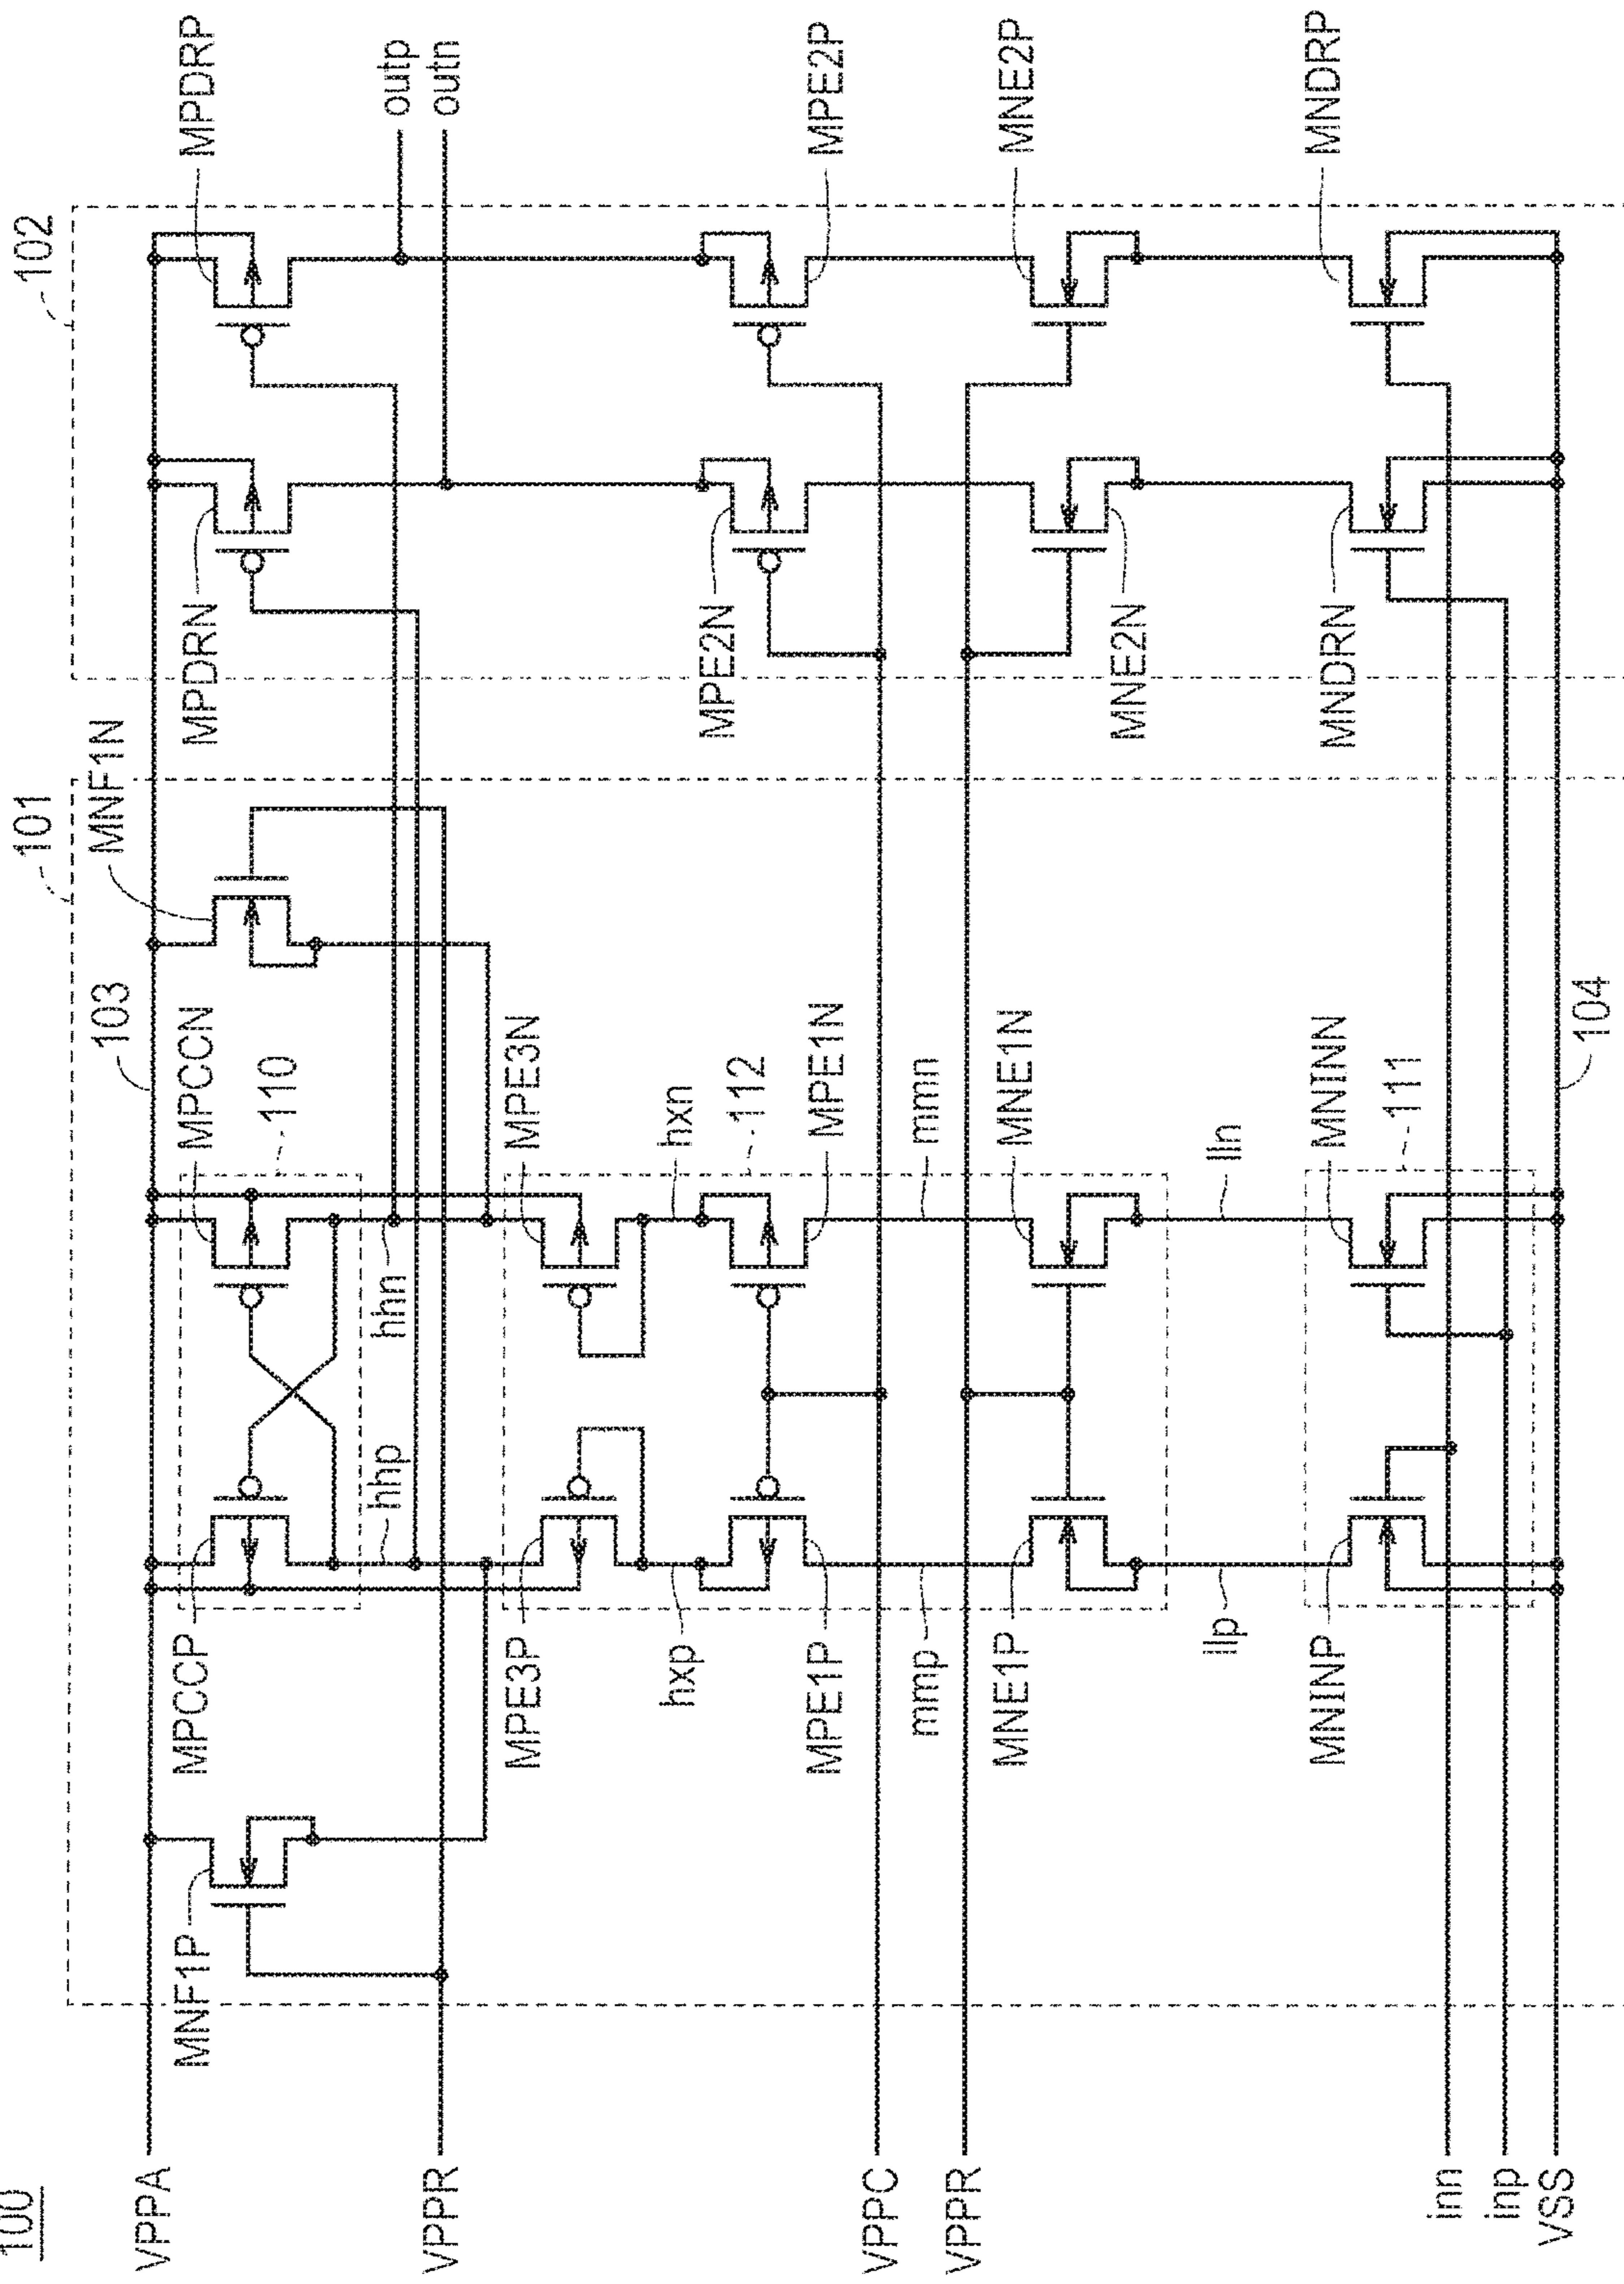 100
101
102
MNF1N
MPDRN
MPDRP
103
MPCCN
110
MPCCP
MNF1P
VPPA
outp
outn
hhn
hhp
VPPR
MPE3N
MPE3P
hxn
hxp
112
MPE2N
MPE2P
MPE1N
MPE1P
VPPC
mmn
mmp
VPPR
MNE1N
MNE1P
MNE2P
MNE2N
lln
llp
MNINN
MNINP
MNDRN
MNDRP
111
inn
inp
VSS
104